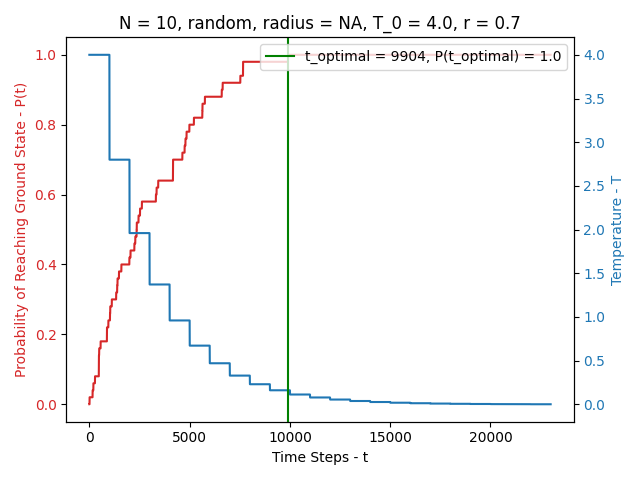 N = 10, random, radius = NA, T_0 = 4.0, r = 0.7
t_optimal = 9904, P(t_optimal) = 1.0
Probability of Reaching Ground State - P(t)
1.0
0.8
0.6
0.4
0.2
0.0
4.0
3.5
3.0
2.5
2.0
1.5
1.0
0.5
0.0
Temperature - T
0 5000 10000 15000 20000
Time Steps - t